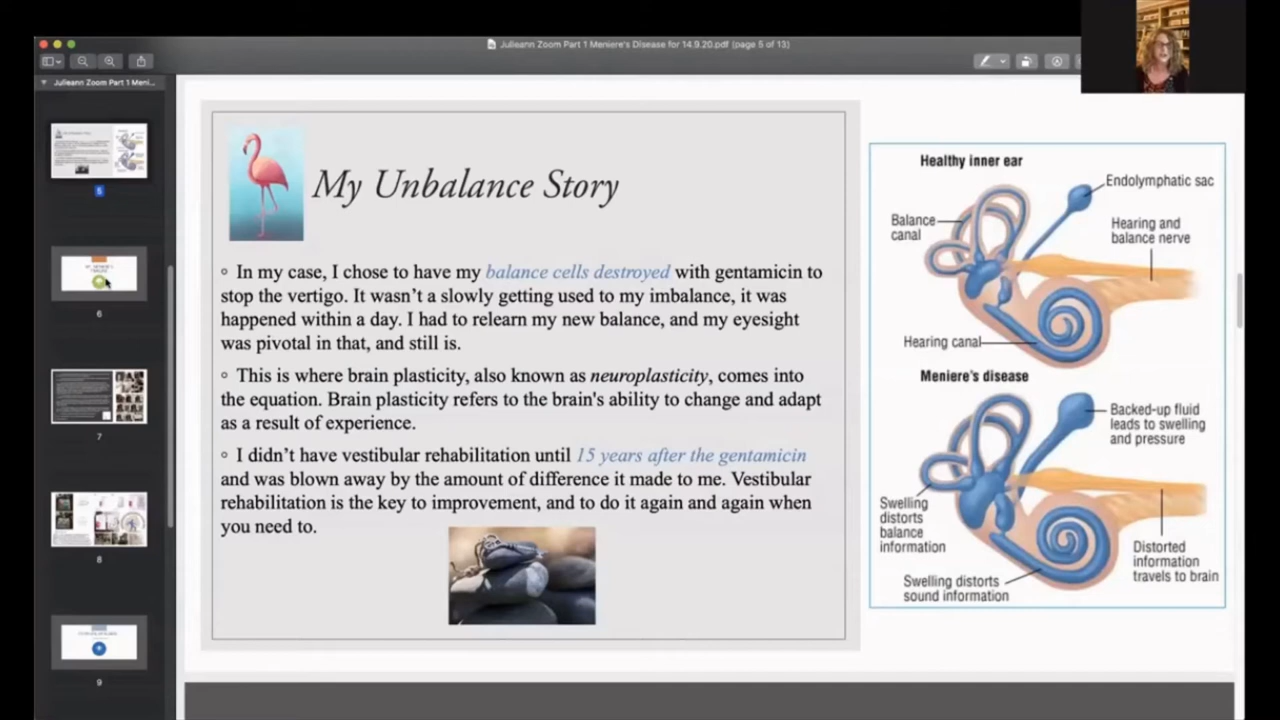 Julieann Zoom Part 1 Meniere's Disease for 14.9.20.pdf (page 5 of 13)
Julieann Zoom Part 1 Meni...
5
6
7
8
9
My Unbalance Story
◦ In my case, I chose to have my balance cells destroyed with gentamicin to
stop the vertigo. It wasn't a slowly getting used to my imbalance, it was
happened within a day. I had to relearn my new balance, and my eyesight
was pivotal in that, and still is.
◦ This is where brain plasticity, also known as neuroplasticity, comes into
the equation. Brain plasticity refers to the brain's ability to change and adapt
as a result of experience.
◦ I didn't have vestibular rehabilitation until 15 years after the gentamicin
and was blown away by the amount of difference it made to me. Vestibular
rehabilitation is the key to improvement, and to do it again and again when
you need to.
Healthy inner ear
Endolymphatic sac
Balance
canal
Hearing and
balance nerve
Hearing canal
Meniere's disease
Backed-up fluid
leads to swelling
and pressure
Swelling
distorts
balance
information
Distorted
information
travels to brain
Swelling distorts
sound information